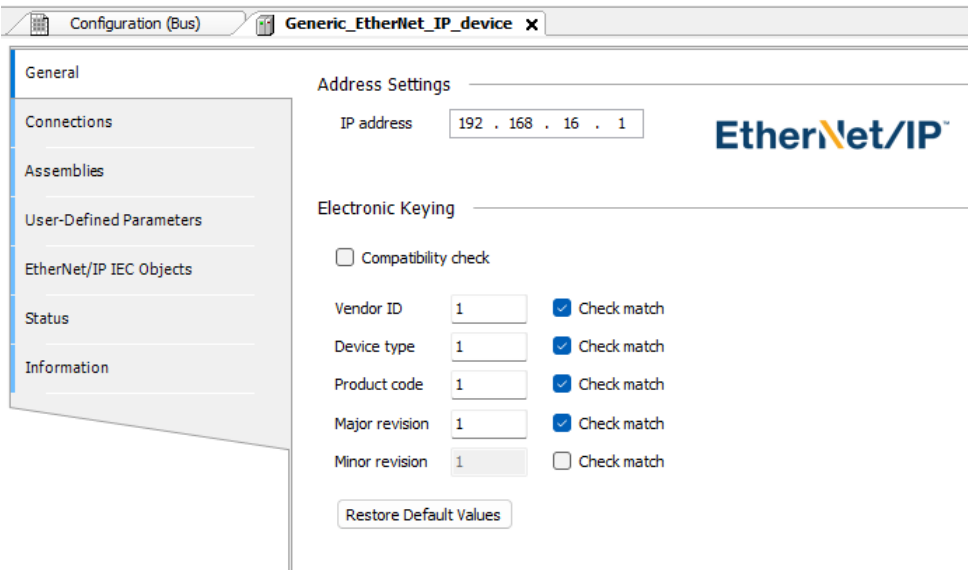 Configuration (Bus) Generic_EtherNet_IP_device
General
Connections
Assemblies
User-Defined Parameters
EtherNet/IP IEC Objects
Status
Information
Address Settings
IP address 192 . 168 . 16 . 1
EtherNet/IP™
Electronic Keying
Compatibility check
Vendor ID 1 Check match
Device type 1 Check match
Product code 1 Check match
Major revision 1 Check match
Minor revision 1 Check match
Restore Default Values